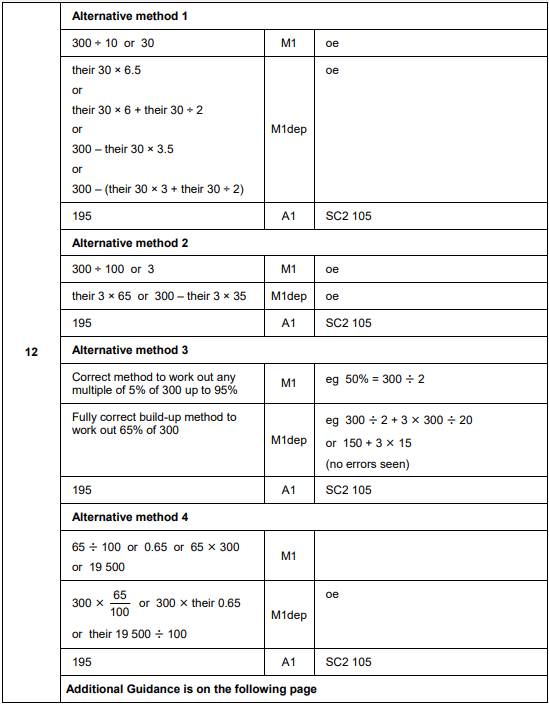 Alternative method 1
300 ÷ 10 or 30 M1 oe
their 30 × 6.5 oe
or
their 30 × 6 + their 30 ÷ 2
or
300 – their 30 × 3.5 M1dep
or
300 – (their 30 × 3 + their 30 ÷ 2)
195 A1 SC2 105
Alternative method 2
300 ÷ 100 or 3 M1 oe
their 3 × 65 or 300 – their 3 × 35 M1dep oe
195 A1 SC2 105
12
Alternative method 3
Correct method to work out any
multiple of 5% of 300 up to 95% M1 eg 50% = 300 ÷ 2
Fully correct build-up method to
work out 65% of 300 M1dep
eg 300 ÷ 2 + 3 × 300 ÷ 20
or 150 + 3 × 15
(no errors seen)
195 A1 SC2 105
Alternative method 4
65 ÷ 100 or 0.65 or 65 × 300
or 19 500 M1
300 × 65/100 or 300 × their 0.65
or their 19 500 ÷ 100 M1dep oe
195 A1 SC2 105
Additional Guidance is on the following page